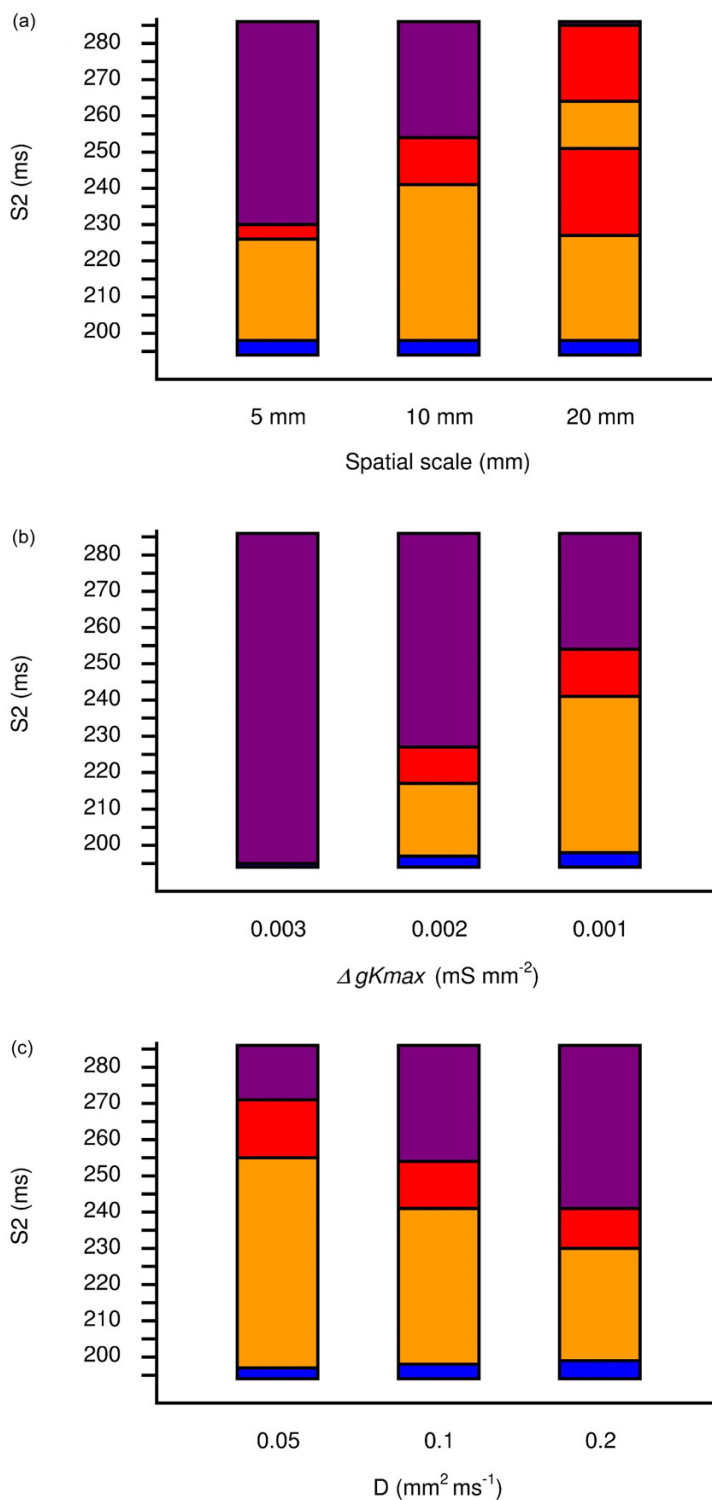 (a)
280
270
260
250
240
230
220
210
200
S2 (ms)
5 mm 10 mm 20 mm
Spatial scale (mm)
(b)
280
270
260
250
240
230
220
210
200
S2 (ms)
0.003 0.002 0.001
Δ gKmax (mS mm⁻²)
(c)
280
270
260
250
240
230
220
210
200
S2 (ms)
0.05 0.1 0.2
D (mm² ms⁻¹)